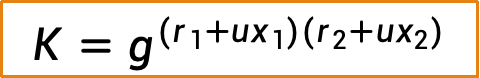 K = g^{(r_1+ux_1)(r_2+ux_2)}